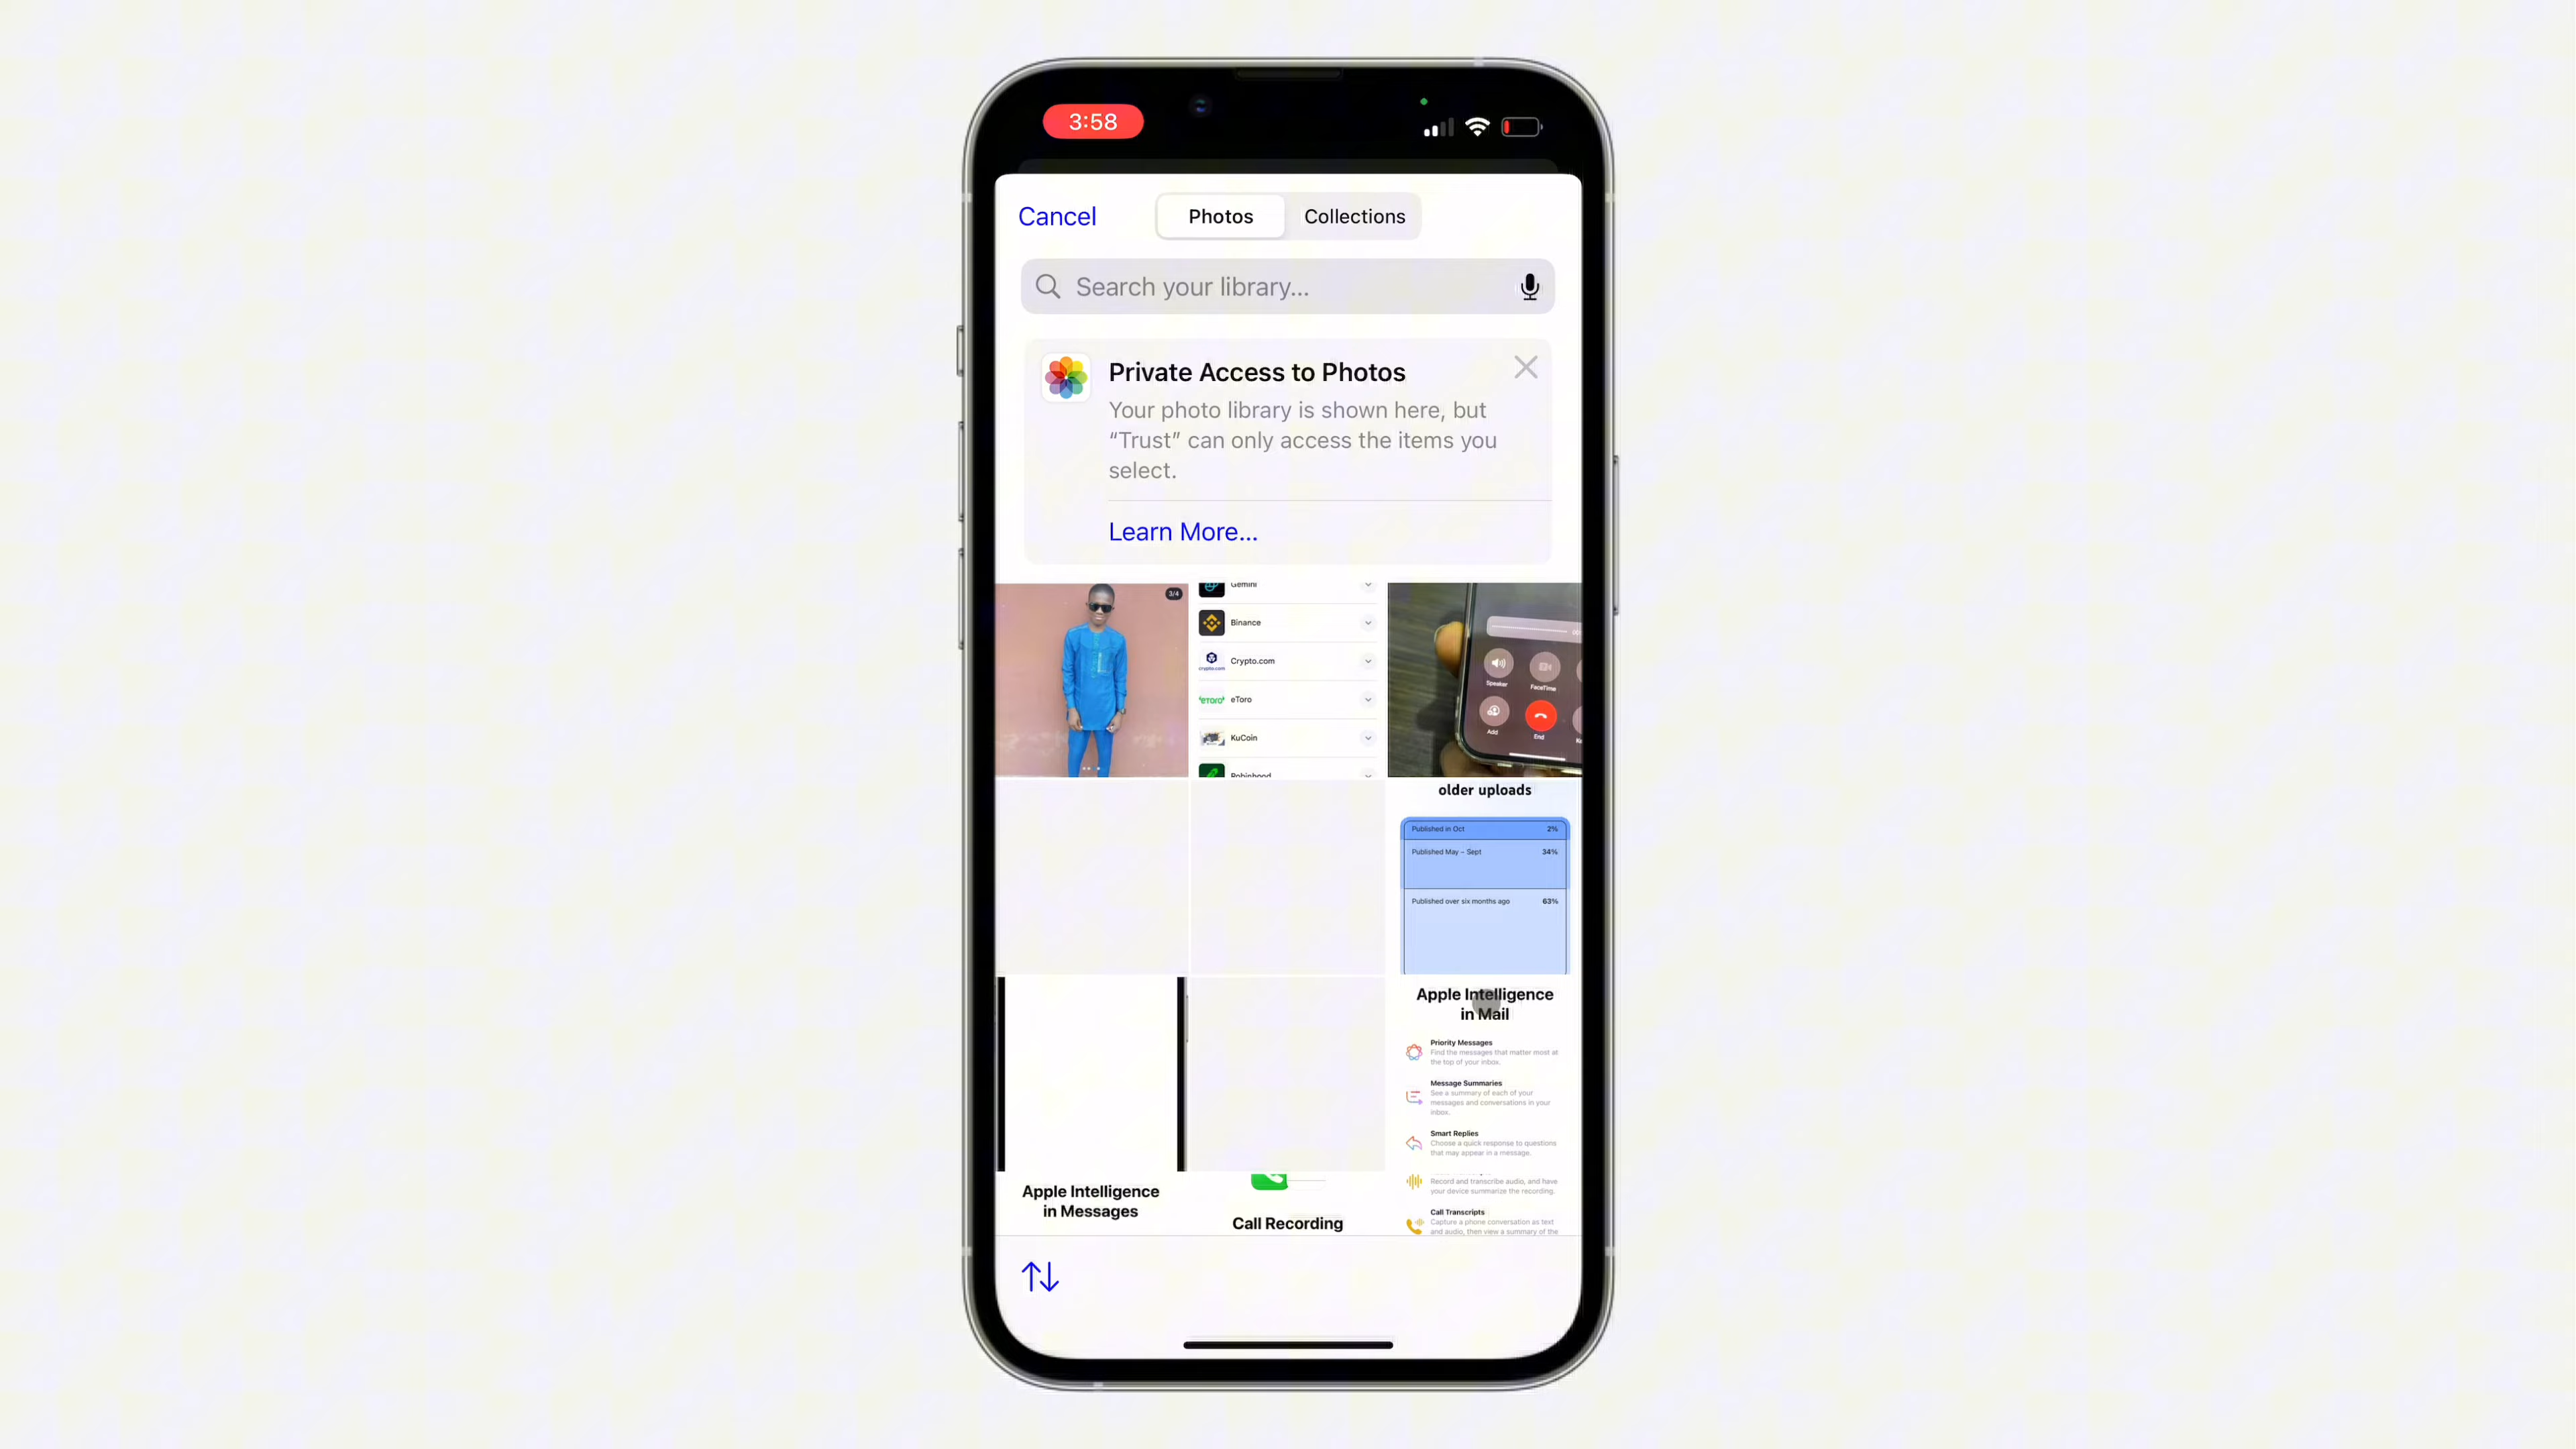 3:58
Cancel
Photos
Collections
Search your library...
Private Access to Photos
Your photo library is shown here, but
“Trust” can only access the items you
select.
Learn More...
3/4
Gemini
Binance
Crypto.com
crypto.com
eToro
eToro
KuCoin
Robinhood
Speaker
FaceTime
Add
End
older uploads
Published in Oct 2%
Published May – Sept 34%
Published over six months ago 63%
Apple Intelligence
in Mail
Priority Messages
Find the messages that matter most at
the top of your inbox.
Message Summaries
See a summary of each of your
messages and conversations in your
inbox.
Smart Replies
Choose a quick response to questions
that may appear in a message.
Apple Intelligence
in Messages
Call Recording
Record and transcribe audio, and have
your device summarize the recording.
Call Transcripts
Capture a phone conversation as text
and audio, then view a summary of the